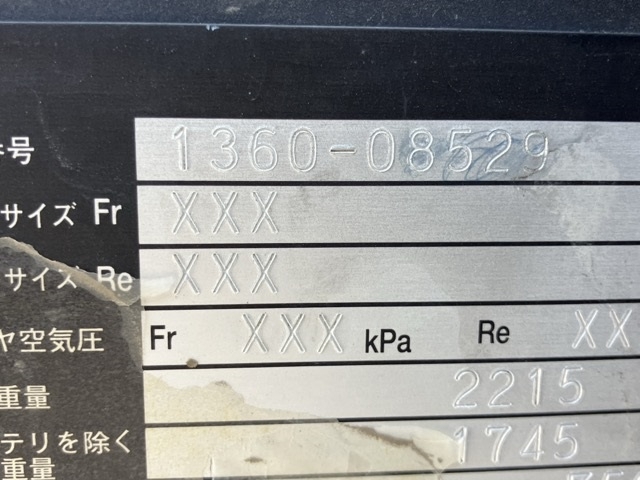 号 1360-08529
サイズ Fr XXX
サイズ Re XXX
ヤ空気圧 Fr XXX kPa Re XX
重量 2215
テリを除く 1745
重量